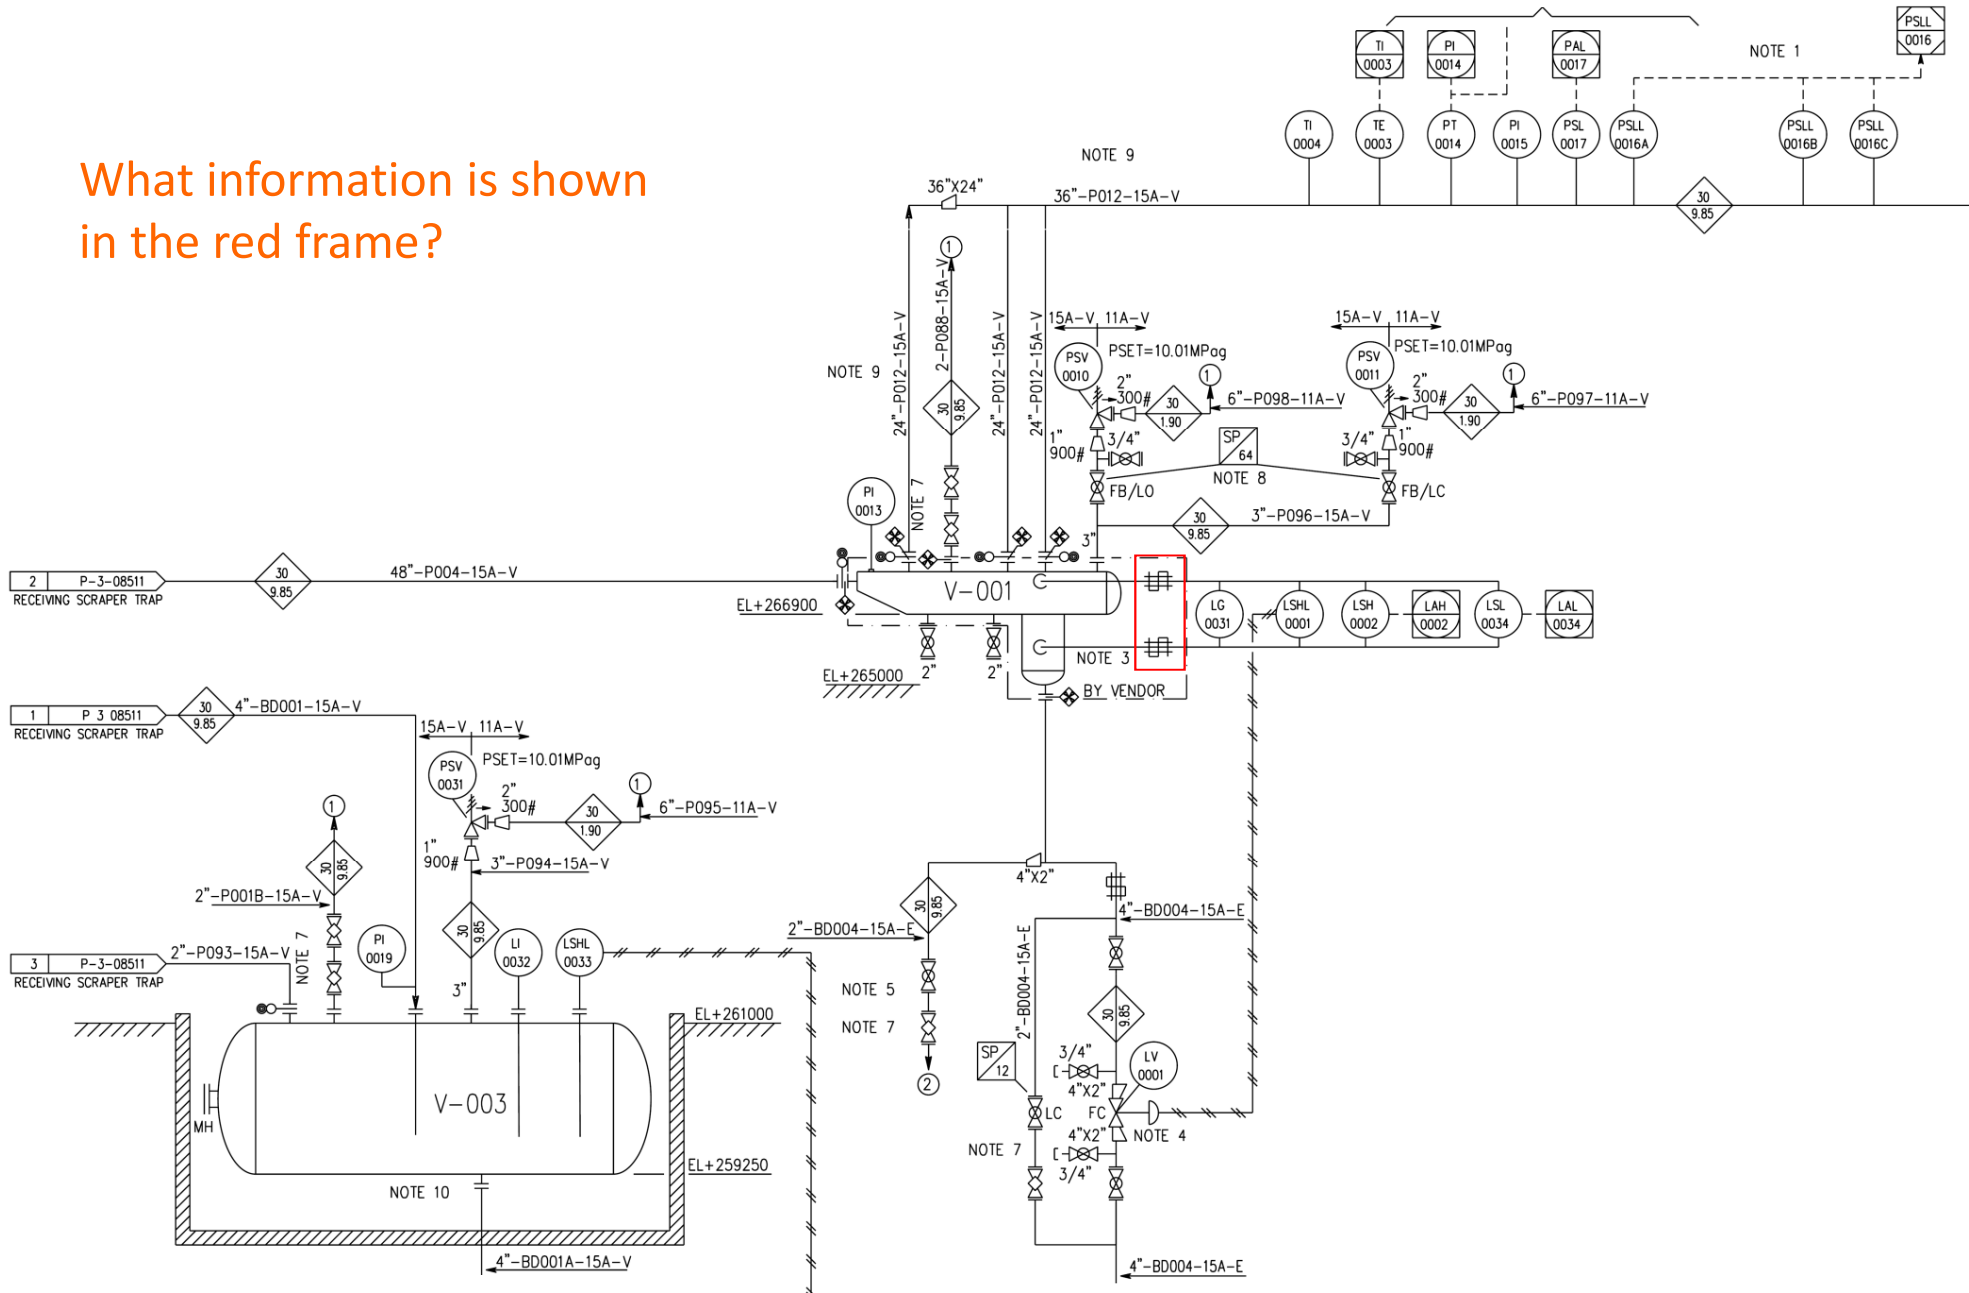 What information is shown
in the red frame?
TI
0003
PI
0014
PAL
0017
NOTE 1
PSLL
0016
TI
0004
TE
0003
PT
0014
PI
0015
PSL
0017
PSLL
0016A
PSLL
0016B
PSLL
0016C
NOTE 9
36"X24"
36"-P012-15A-V
30
9.85
1
NOTE 9
24"-P012-15A-V
2-P088-15A-V
24"-P012-15A-V
24"-P012-15A-V
30
9.85
15A-V
11A-V
PSV
0010
PSET=10.01MPag
2"
300#
30
1.90
1
6"-P098-11A-V
1"
900#
3/4"
FB/LO
15A-V
11A-V
PSV
0011
PSET=10.01MPag
2"
300#
30
1.90
1
6"-P097-11A-V
3/4"
1"
900#
SP
64
NOTE 8
FB/LC
30
9.85
3"-P096-15A-V
3"
PI
0013
NOTE 7
2
P-3-08511
RECEIVING SCRAPER TRAP
30
9.85
48"-P004-15A-V
EL+266900
V-001
LG
0031
LSHL
0001
LSH
0002
LAH
0002
LSL
0034
LAL
0034
NOTE 3
EL+265000
2"
2"
BY VENDOR
1
P 3 08511
RECEIVING SCRAPER TRAP
30
9.85
4"-BD001-15A-V
15A-V
11A-V
PSV
0031
PSET=10.01MPag
2"
300#
30
1.90
1
6"-P095-11A-V
1"
900#
3"-P094-15A-V
1
30
9.85
2"-P001B-15A-V
3
P-3-08511
RECEIVING SCRAPER TRAP
2"-P093-15A-V
NOTE 7
PI
0019
30
9.85
3"
LI
0032
LSHL
0033
EL+261000
V-003
MH
EL+259250
NOTE 10
4"-BD001A-15A-V
4"X2"
30
9.85
2"-BD004-15A-E
4"-BD004-15A-E
2"-BD004-15A-E
NOTE 5
NOTE 7
2
30
9.85
SP
12
3/4"
4"X2"
LV
0001
LC
FC
NOTE 4
4"X2"
NOTE 7
3/4"
4"-BD004-15A-E